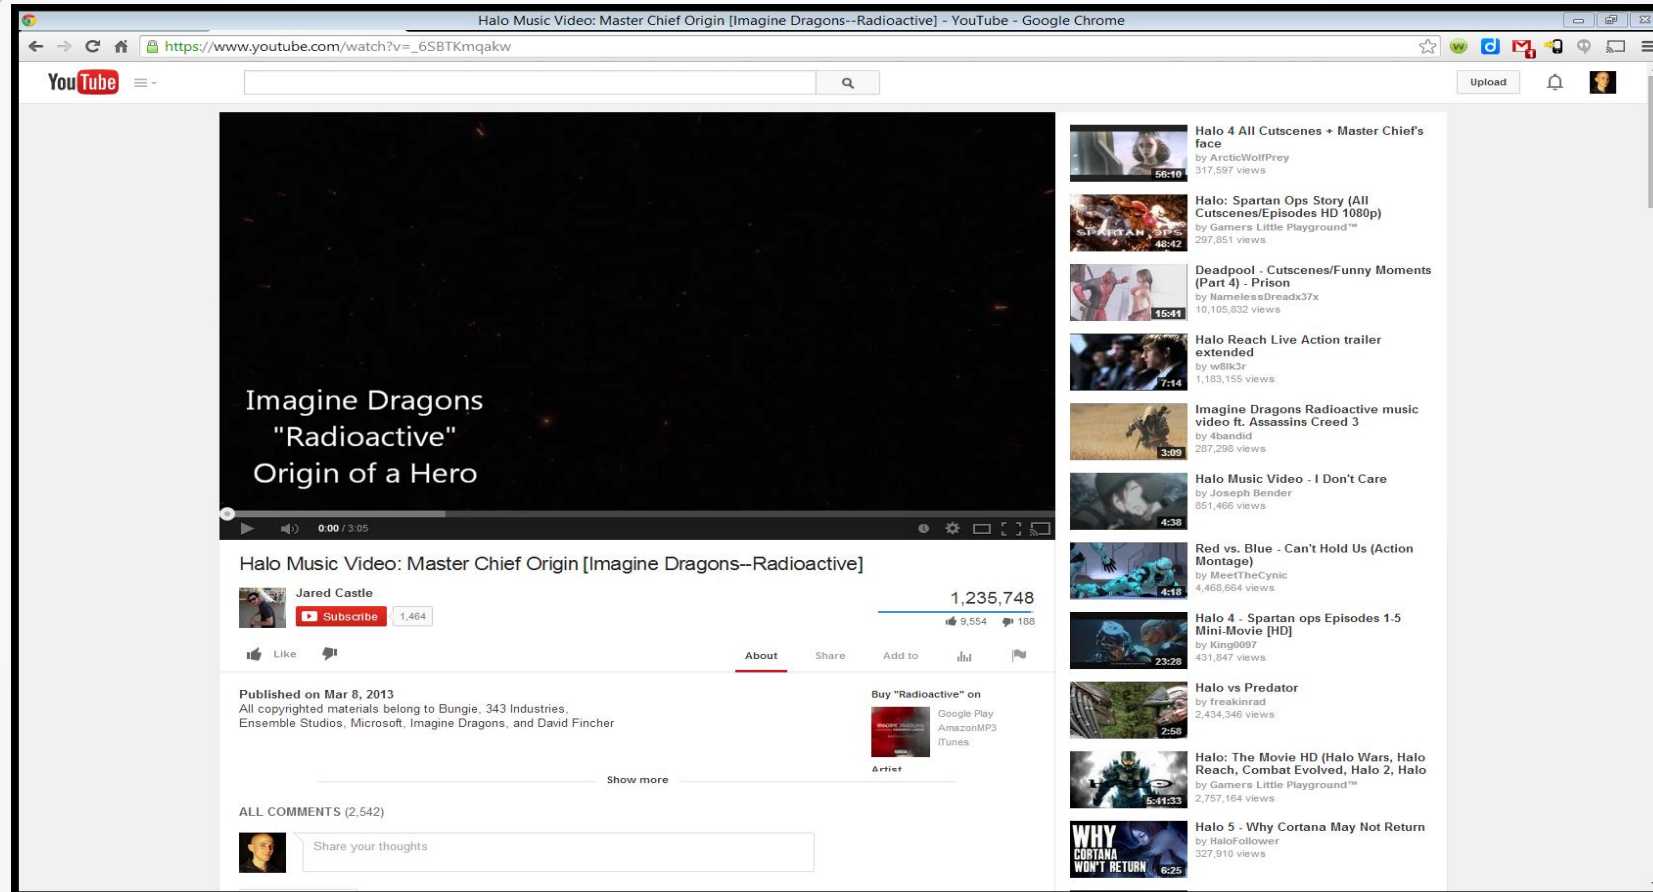 Halo Music Video: Master Chief Origin [Imagine Dragons--Radioactive] - YouTube - Google Chrome
https://www.youtube.com/watch?v=_6SBTKmqakw
YouTube
Upload
Imagine Dragons
"Radioactive"
Origin of a Hero
0:00 / 3:05
Halo Music Video: Master Chief Origin [Imagine Dragons--Radioactive]
Jared Castle
Subscribe 1,464
1,235,748
9,554 188
Like
About Share Add to
Published on Mar 8, 2013
All copyrighted materials belong to Bungie, 343 Industries,
Ensemble Studios, Microsoft, Imagine Dragons, and David Fincher
Buy "Radioactive" on
Google Play
AmazonMP3
iTunes
Artist
Show more
ALL COMMENTS (2,542)
Share your thoughts
Halo 4 All Cutscenes + Master Chief's
face
by ArcticWolfPrey
317,597 views
56:10
Halo: Spartan Ops Story (All
Cutscenes/Episodes HD 1080p)
by Gamers Little Playground™
297,851 views
SPARTAN OPS
48:42
Deadpool - Cutscenes/Funny Moments
(Part 4) - Prison
by NamelessDreadx37x
10,105,832 views
15:41
Halo Reach Live Action trailer
extended
by w8lk3r
1,183,155 views
7:14
Imagine Dragons Radioactive music
video ft. Assassins Creed 3
by 4bandid
287,298 views
3:09
Halo Music Video - I Don't Care
by Joseph Bender
851,466 views
4:38
Red vs. Blue - Can't Hold Us (Action
Montage)
by MeetTheCynic
4,468,664 views
4:18
Halo 4 - Spartan ops Episodes 1-5
Mini-Movie [HD]
by King0097
431,847 views
23:28
Halo vs Predator
by freakinrad
2,434,346 views
2:58
Halo: The Movie HD (Halo Wars, Halo
Reach, Combat Evolved, Halo 2, Halo
by Gamers Little Playground™
2,757,164 views
5:41:33
Halo 5 - Why Cortana May Not Return
by HaloFollower
327,910 views
WHY
CORTANA
WON'T RETURN
6:25